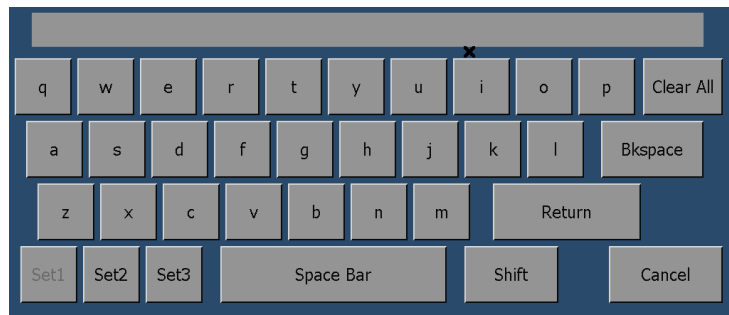 q w e r t y u i o p Clear All
a s d f g h j k l Bkspace
z x c v b n m Return
Set1 Set2 Set3 Space Bar Shift Cancel